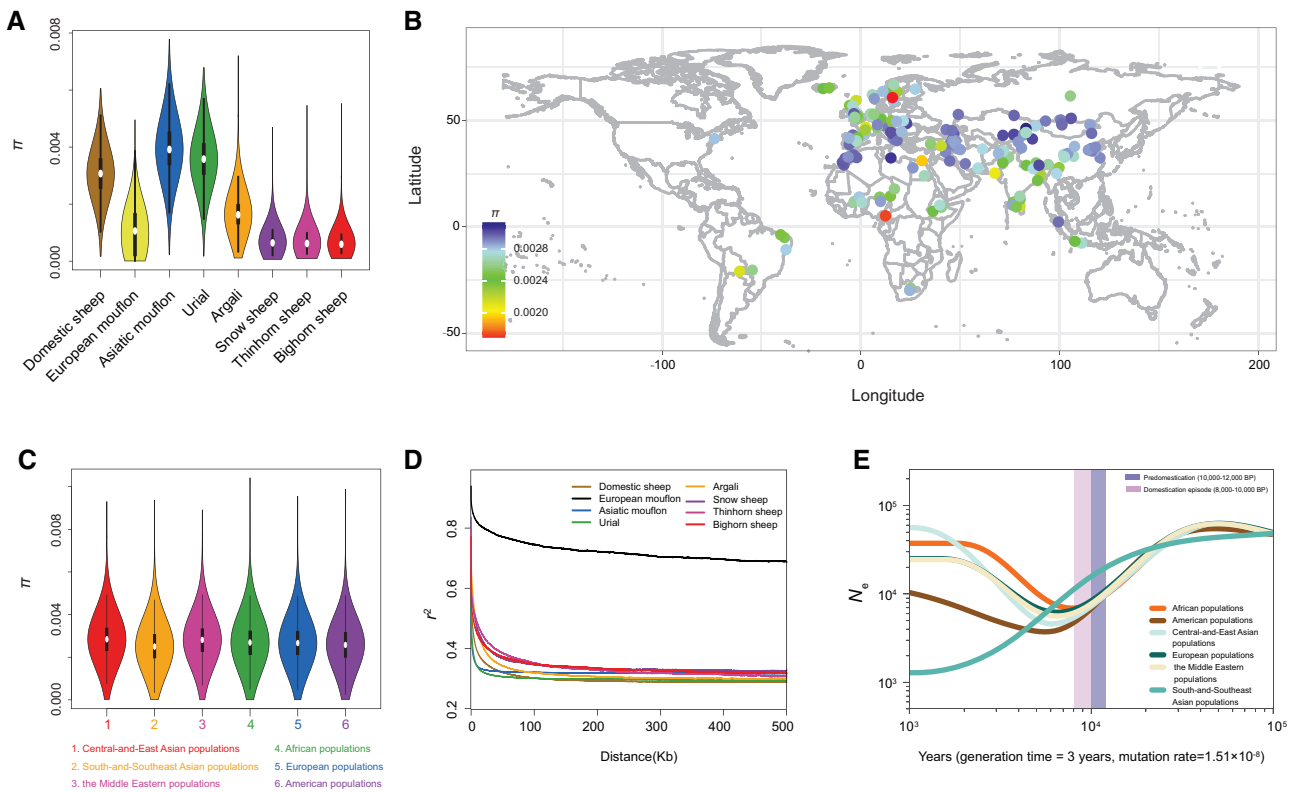 A
π
0.008
0.004
0.000
Domestic sheep
European mouflon
Asiatic mouflon
Urial
Argali
Snow sheep
Thinhorn sheep
Bighorn sheep
B
Latitude
50
0
-50
π
0.0028
0.0024
0.0020
-100
0
100
200
Longitude
C
π
0.008
0.004
0.000
1
2
3
4
5
6
1. Central-and-East Asian populations
2. South-and-Southeast Asian populations
3. the Middle Eastern populations
4. African populations
5. European populations
6. American populations
D
r²
0.8
0.6
0.4
0.2
Domestic sheep
European mouflon
Asiatic mouflon
Urial
Argali
Snow sheep
Thinhorn sheep
Bighorn sheep
0
100
200
300
400
500
Distance(Kb)
E
Nₑ
10⁵
10⁴
10³
Predomestication (10,000-12,000 BP)
Domestication episode (8,000-10,000 BP)
African populations
American populations
Central-and-East Asian
populations
European populations
the Middle Eastern
populations
South-and-Southeast
Asian populations
10³
10⁴
10⁵
Years (generation time = 3 years, mutation rate=1.51×10⁻⁸)